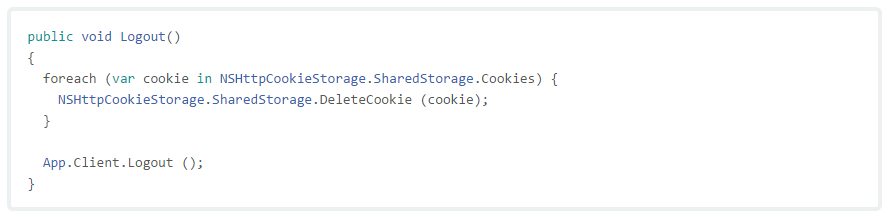 public void Logout()
{
  foreach (var cookie in NSHttpCookieStorage.SharedStorage.Cookies) {
    NSHttpCookieStorage.SharedStorage.DeleteCookie (cookie);
  }

  App.Client.Logout ();
}